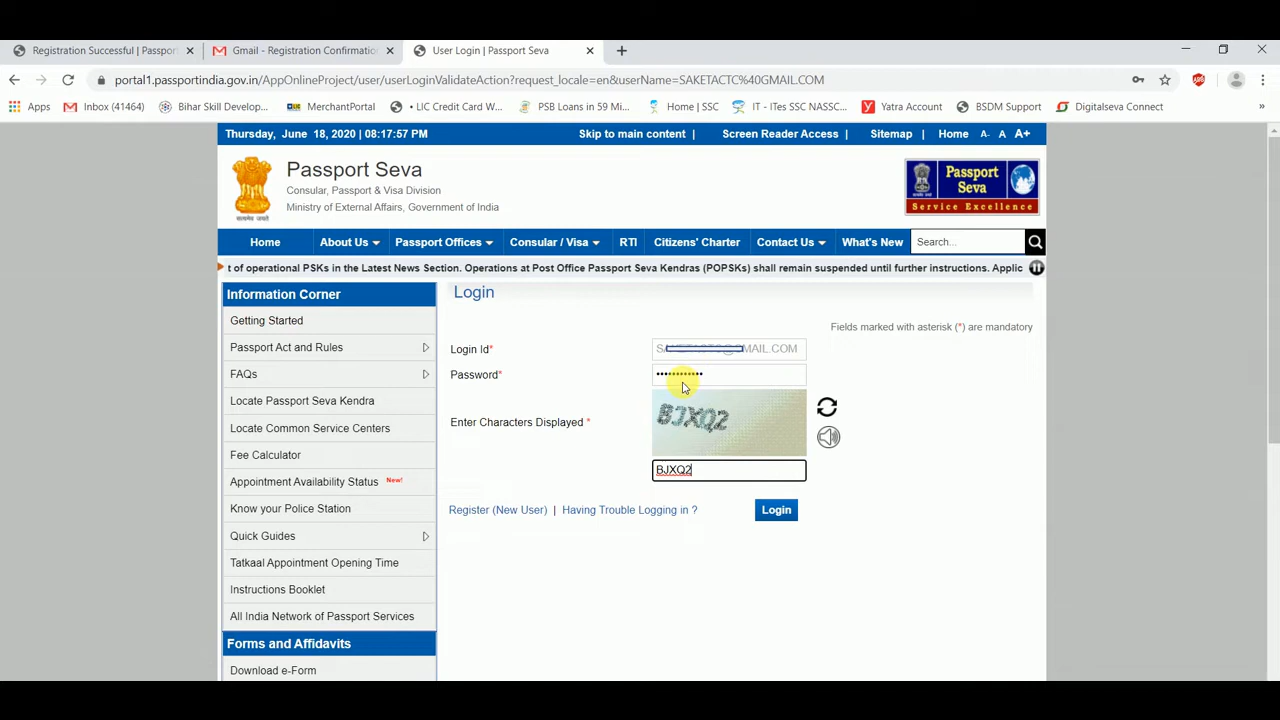 Registration Successful | Passport
Gmail - Registration Confirmation
User Login | Passport Seva
portal1.passportindia.gov.in/AppOnlineProject/user/userLoginValidateAction?request_locale=en&userName=SAKETACTC%40GMAIL.COM
Apps
Inbox (41464)
Bihar Skill Develop...
MerchantPortal
• LIC Credit Card W...
PSB Loans in 59 Mi...
Home | SSC
IT - ITes SSC NASSC...
Yatra Account
BSDM Support
Digitalseva Connect
»
Thursday, June 18, 2020 | 08:17:57 PM
Skip to main content |
Screen Reader Access |
Sitemap |
Home
A- A A+
Passport Seva
Consular, Passport & Visa Division
Ministry of External Affairs, Government of India
सत्यमेव जयते
Passport
Seva
Service Excellence
Home
About Us
Passport Offices
Consular / Visa
RTI
Citizens' Charter
Contact Us
What's New
Search...
t of operational PSKs in the Latest News Section. Operations at Post Office Passport Seva Kendras (POPSKs) shall remain suspended until further instructions. Applic
Information Corner
Getting Started
Passport Act and Rules
FAQs
Locate Passport Seva Kendra
Locate Common Service Centers
Fee Calculator
Appointment Availability Status New!
Know your Police Station
Quick Guides
Tatkaal Appointment Opening Time
Instructions Booklet
All India Network of Passport Services
Forms and Affidavits
Download e-Form
Login
Fields marked with asterisk (*) are mandatory
Login Id*
Password*
•••••••••••
Enter Characters Displayed *
BJXQ2
BJXQ2
Register (New User) | Having Trouble Logging in ?
Login